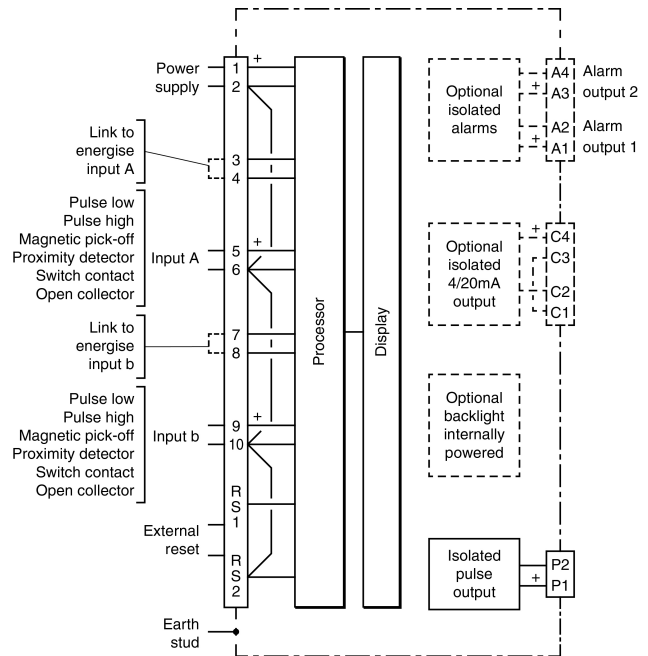 Power
supply
Link to
energise
input A
Pulse low
Pulse high
Magnetic pick-off
Proximity detector
Switch contact
Open collector
Input A
Link to
energise
input b
Pulse low
Pulse high
Magnetic pick-off
Proximity detector
Switch contact
Open collector
Input b
External
reset
Earth
stud
1 +
2
3
4
5 +
6
7
8
9 +
10
R
S
1
R
S
2
Processor
Display
Optional
isolated
alarms
+
+
A4
A3
A2
A1
Alarm
output 2
Alarm
output 1
Optional
isolated
4/20mA
output
+
C4
C3
C2
C1
Optional
backlight
internally
powered
Isolated
pulse
output
+
P2
P1